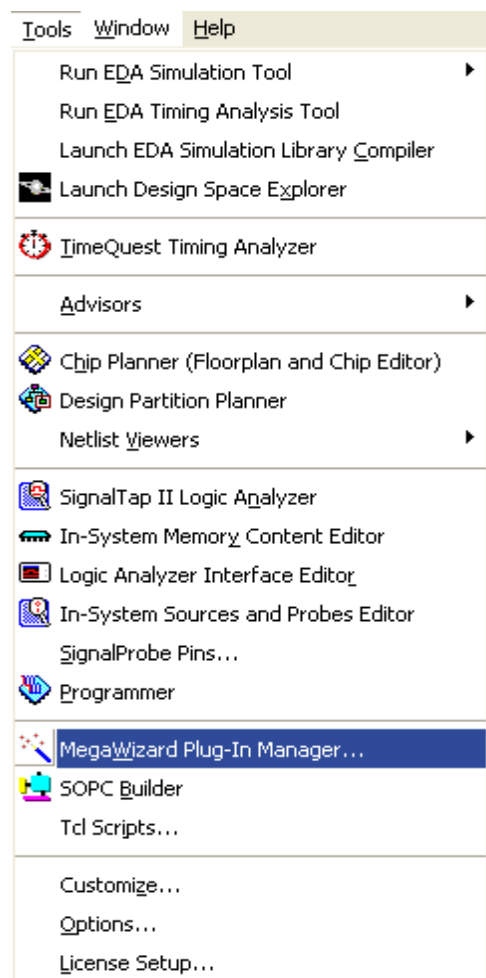 Tools Window Help
Run EDA Simulation Tool
Run EDA Timing Analysis Tool
Launch EDA Simulation Library Compiler
Launch Design Space Explorer
TimeQuest Timing Analyzer
Advisors
Chip Planner (Floorplan and Chip Editor)
Design Partition Planner
Netlist Viewers
SignalTap II Logic Analyzer
In-System Memory Content Editor
Logic Analyzer Interface Editor
In-System Sources and Probes Editor
SignalProbe Pins...
Programmer
MegaWizard Plug-In Manager...
SOPC Builder
Tcl Scripts...
Customize...
Options...
License Setup...